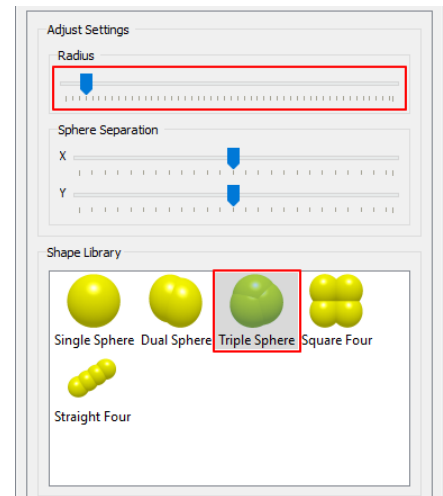 Adjust Settings
Radius
Sphere Separation
X
Y
Shape Library
Single Sphere Dual Sphere Triple Sphere Square Four
Straight Four